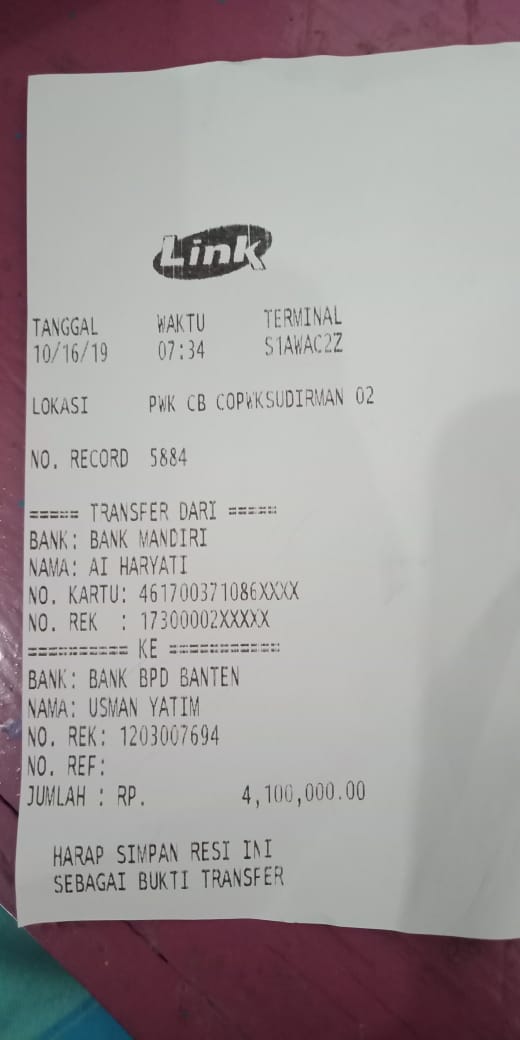 Link
TANGGAL WAKTU TERMINAL
10/16/19 07:34 S1AWAC2Z
LOKASI PWK CB COPWKSUDIRMAN 02
NO. RECORD 5884
===== TRANSFER DARI =====
BANK: BANK MANDIRI
NAMA: AI HARYATI
NO. KARTU: 461700371086XXXX
NO. REK : 17300002XXXXX
========== KE ===========
BANK: BANK BPD BANTEN
NAMA: USMAN YATIM
NO. REK: 1203007694
NO. REF:
JUMLAH : RP. 4,100,000.00
HARAP SIMPAN RESI INI
SEBAGAI BUKTI TRANSFER